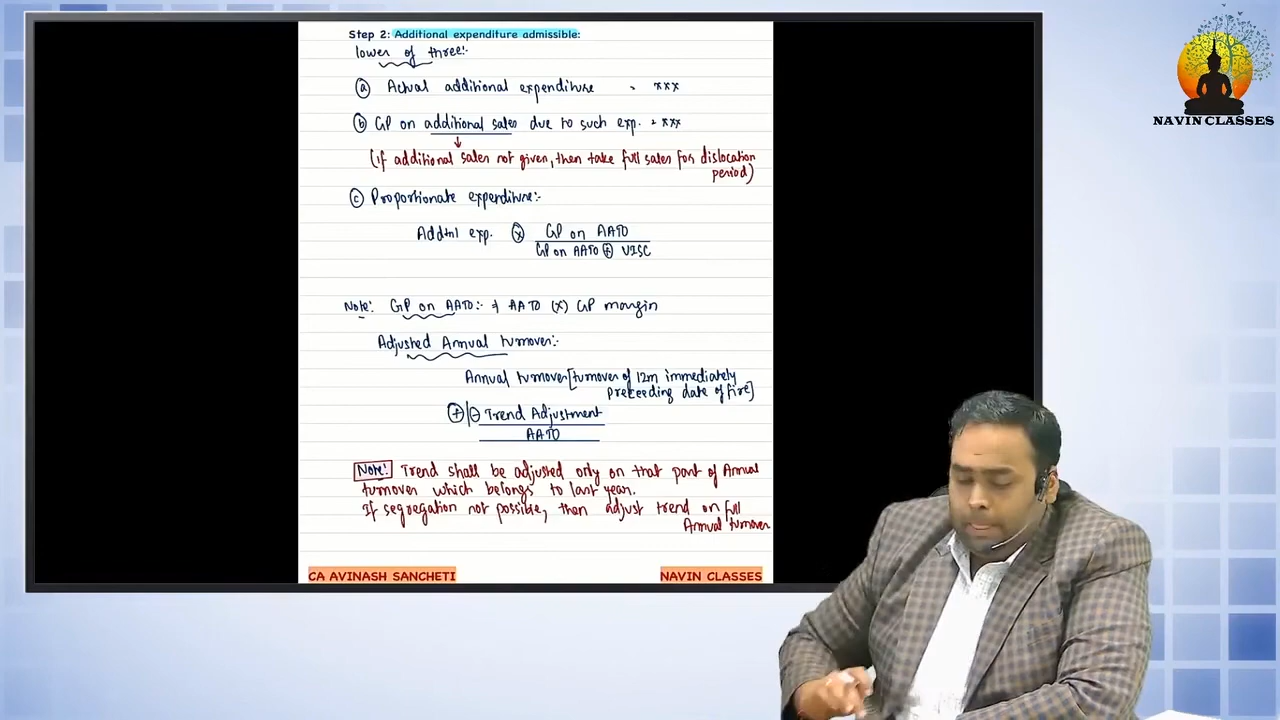 Step 2: Additional expenditure admissible:
lower of three:-
(a) Actual additional expenditure = xxx
(b) GP on additional sales due to such exp. = xxx
(if additional sales not given, then take full sales for dislocation
period)
(c) Proportionate expenditure:-
Addtnl exp. (x) GP on AATO
GP on AATO (+) UISC
Note: GP on AATO:- → AATO (x) GP margin
Adjusted Annual turnover:-
Annual turnover [turnover of 12m immediately
preceeding date of fire]
(+)/(-) Trend Adjustment
AATO
Note: Trend shall be adjusted only on that part of Annual
turnover which belongs to last year.
If segregation not possible, then adjust trend on full
Annual turnover
CA AVINASH SANCHETI
NAVIN CLASSES
NAVIN CLASSES